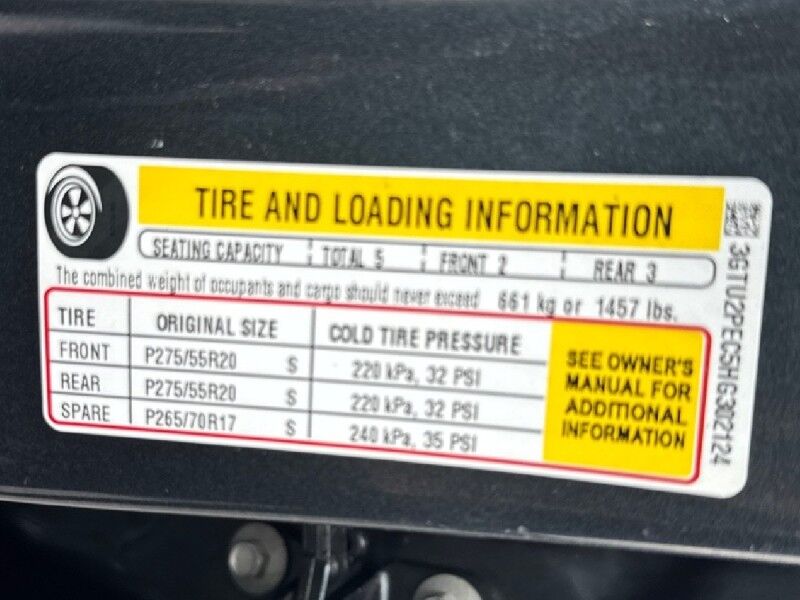 TIRE AND LOADING INFORMATION
SEATING CAPACITY TOTAL 5 FRONT 2 REAR 3
The combined weight of occupants and cargo should never exceed 661 kg or 1457 lbs.
TIRE ORIGINAL SIZE COLD TIRE PRESSURE
FRONT P275/55R20 S 220 kPa, 32 PSI
REAR P275/55R20 S 220 kPa, 32 PSI
SPARE P265/70R17 S 240 kPa, 35 PSI
SEE OWNER'S
MANUAL FOR
ADDITIONAL
INFORMATION
3GTU2PEC5HG302124